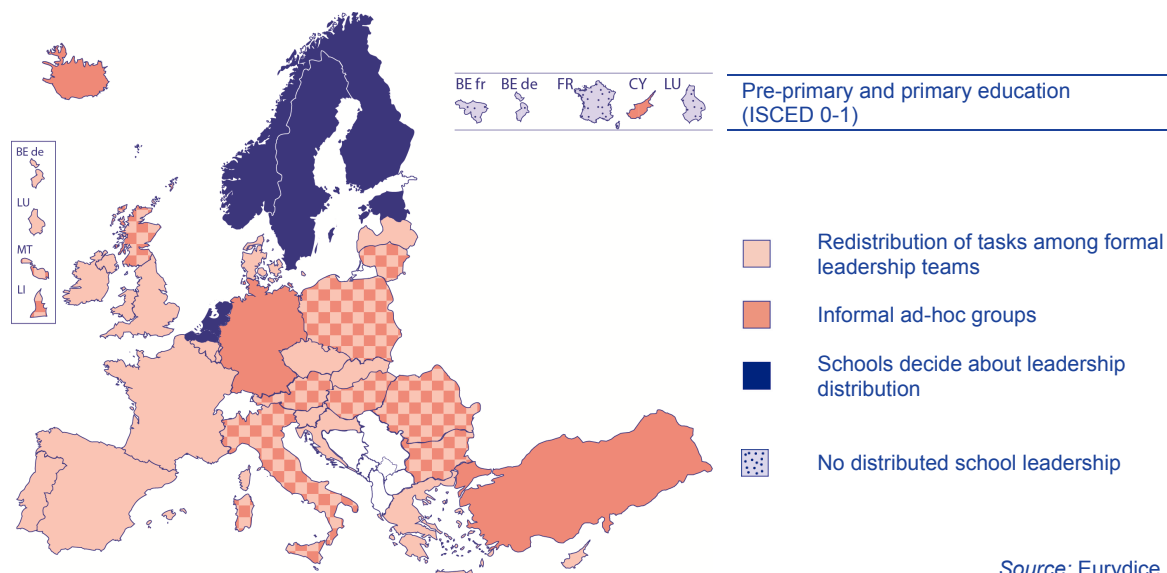 BE fr BE de FR CY LU
Pre-primary and primary education
(ISCED 0-1)
BE de
LU
MT
LI
Redistribution of tasks among formal
leadership teams
Informal ad-hoc groups
Schools decide about leadership
distribution
No distributed school leadership
Source: Eurydice